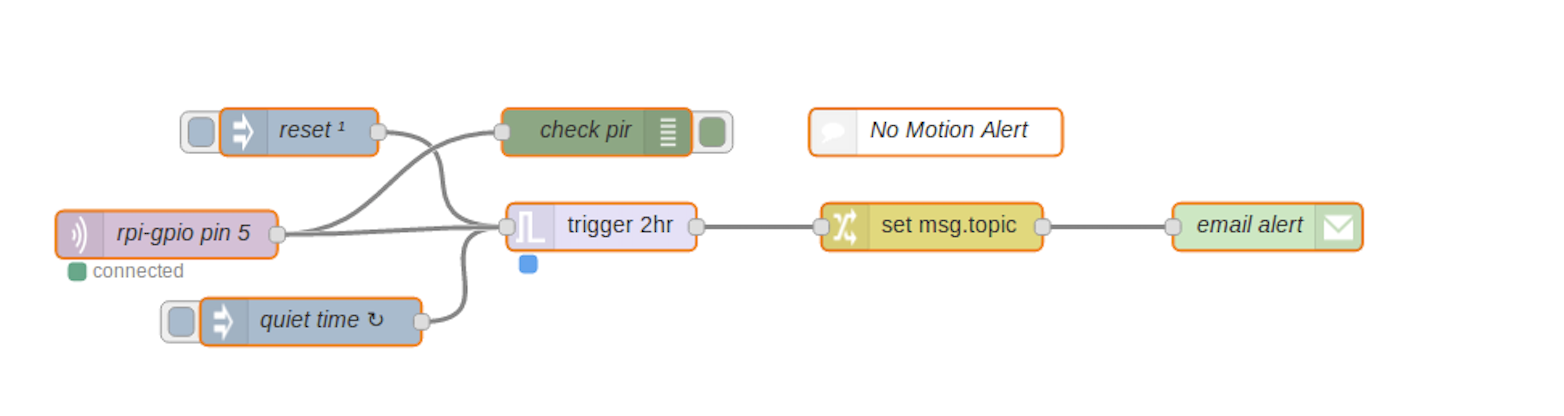 reset ¹
check pir
No Motion Alert
rpi-gpio pin 5
trigger 2hr
set msg.topic
email alert
connected
quiet time ↻